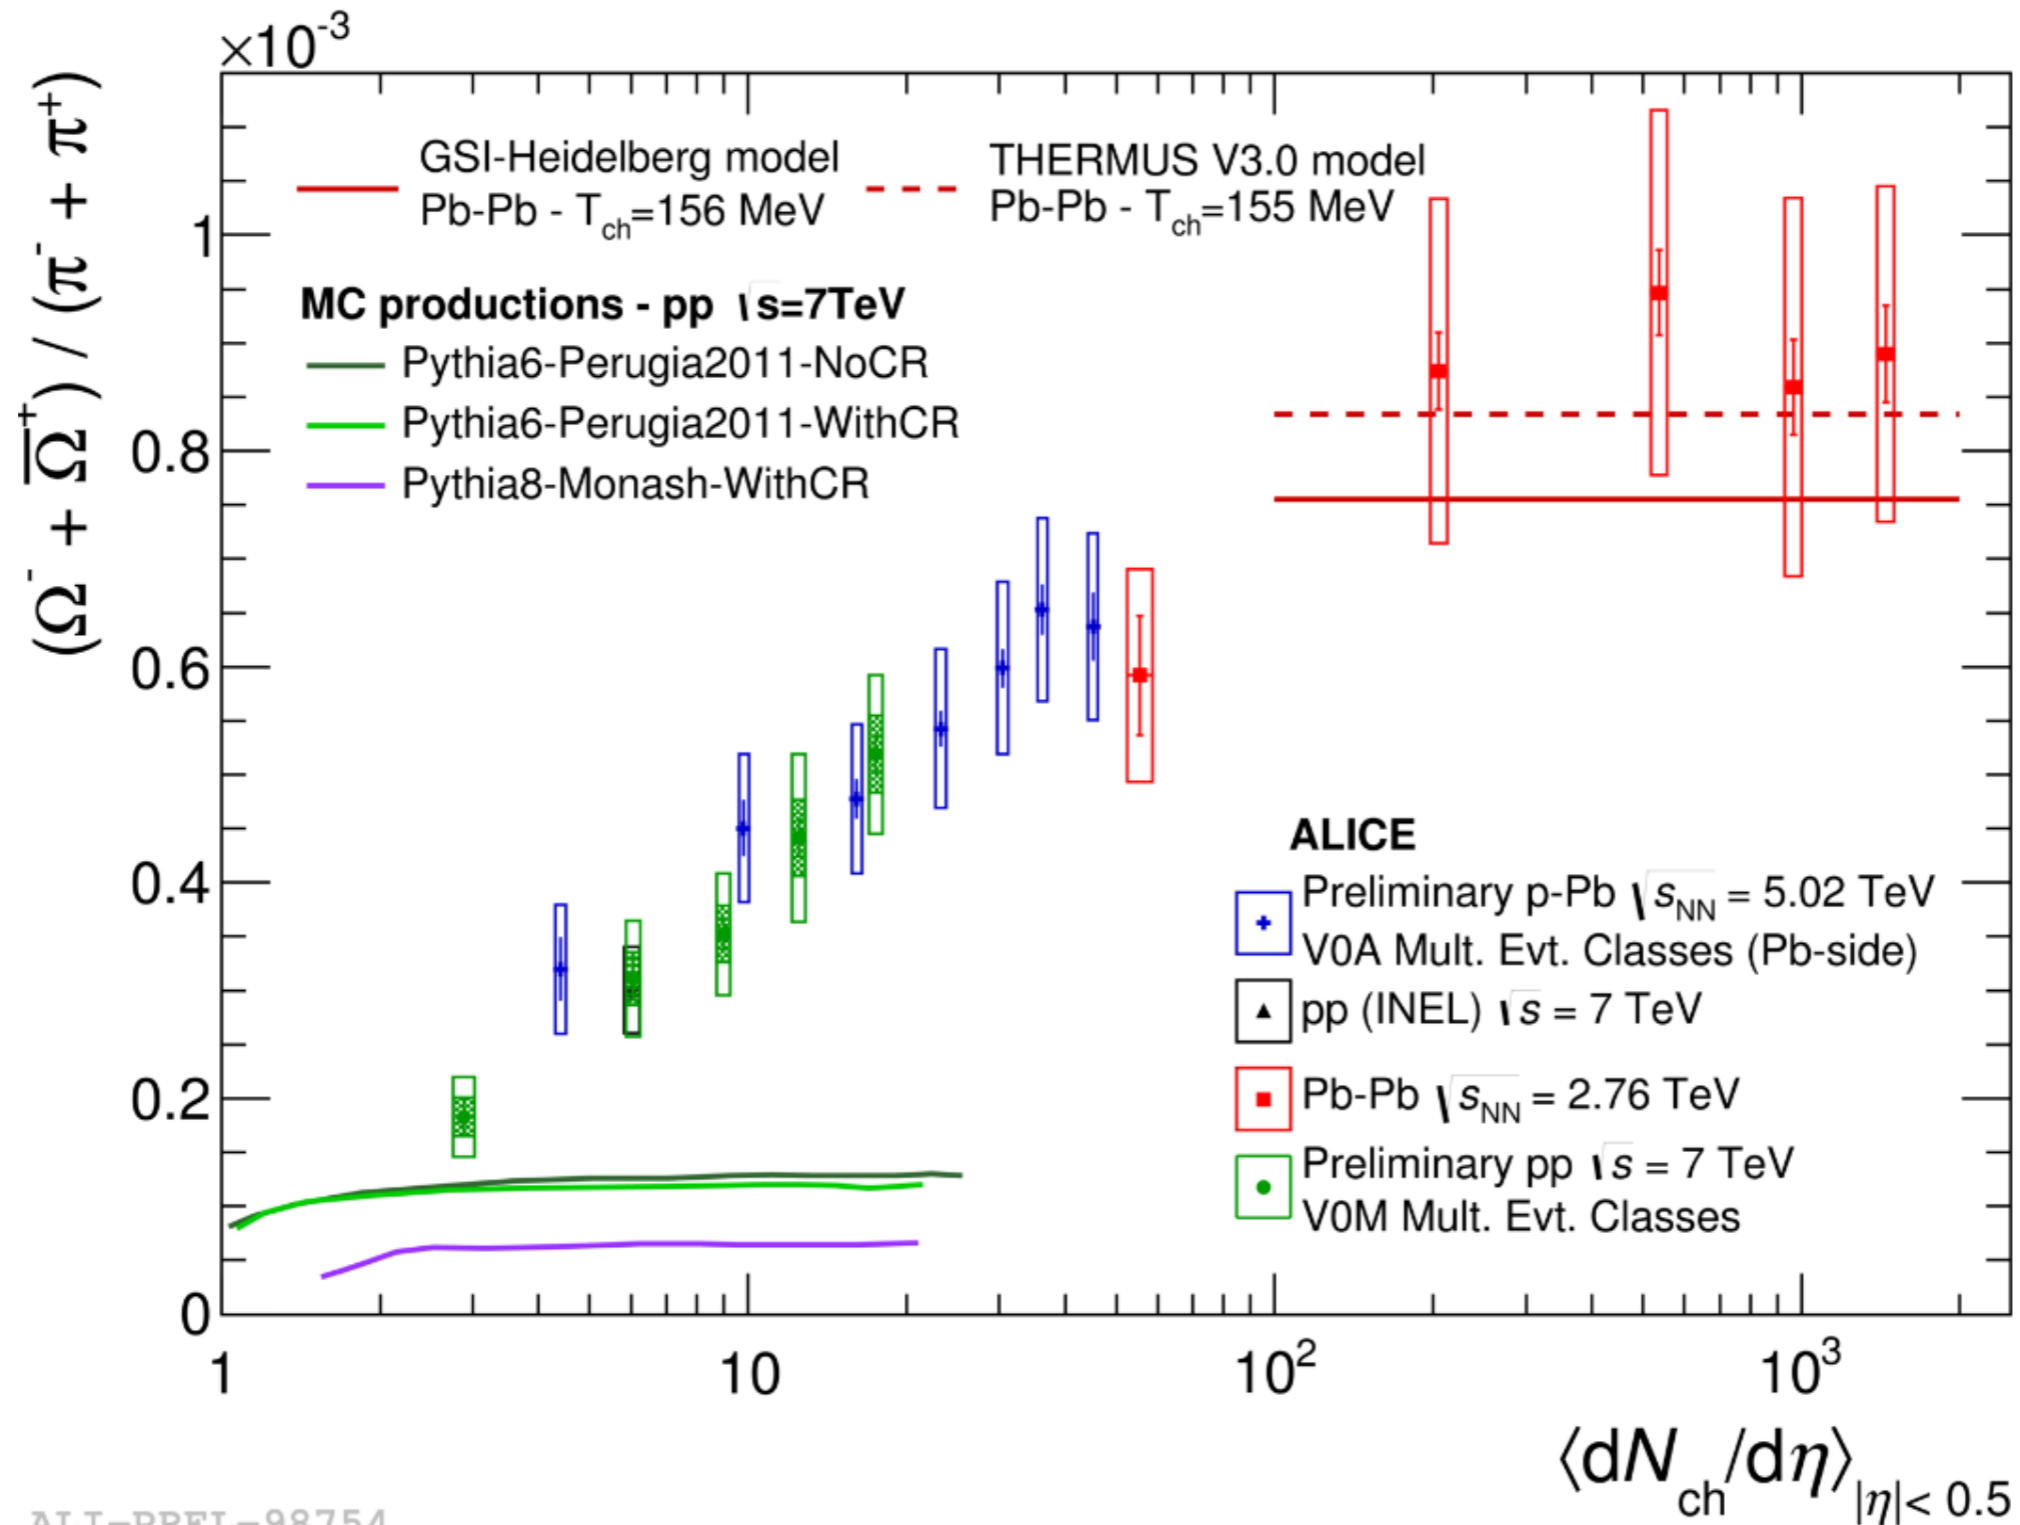 ×10⁻³
(Ω⁻ + Ω̅⁺) / (π⁻ + π⁺)
GSI-Heidelberg model
Pb-Pb - T_ch=156 MeV
THERMUS V3.0 model
Pb-Pb - T_ch=155 MeV
MC productions - pp √s=7TeV
Pythia6-Perugia2011-NoCR
Pythia6-Perugia2011-WithCR
Pythia8-Monash-WithCR
1
0.8
0.6
0.4
0.2
0
ALICE
Preliminary p-Pb √s_NN = 5.02 TeV
V0A Mult. Evt. Classes (Pb-side)
pp (INEL) √s = 7 TeV
Pb-Pb √s_NN = 2.76 TeV
Preliminary pp √s = 7 TeV
V0M Mult. Evt. Classes
1 10 10² 10³
⟨dN_ch/dη⟩_|η|< 0.5
ALI-PREL-98754